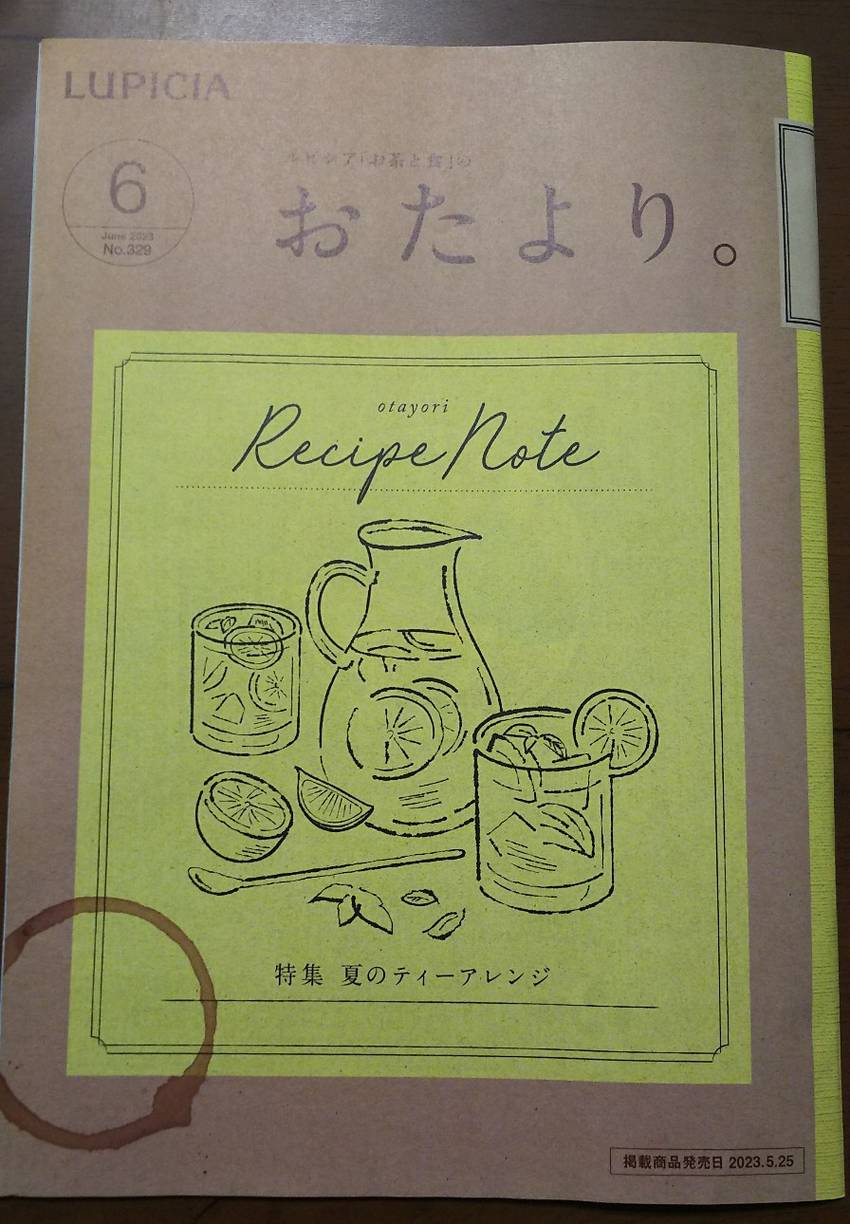 LUPICIA
6
June 2023
No.329
ルピシア「お茶と食」の
おたより。
otayori
Recipe Note
特集 夏のティーアレンジ
掲載商品発売日 2023.5.25